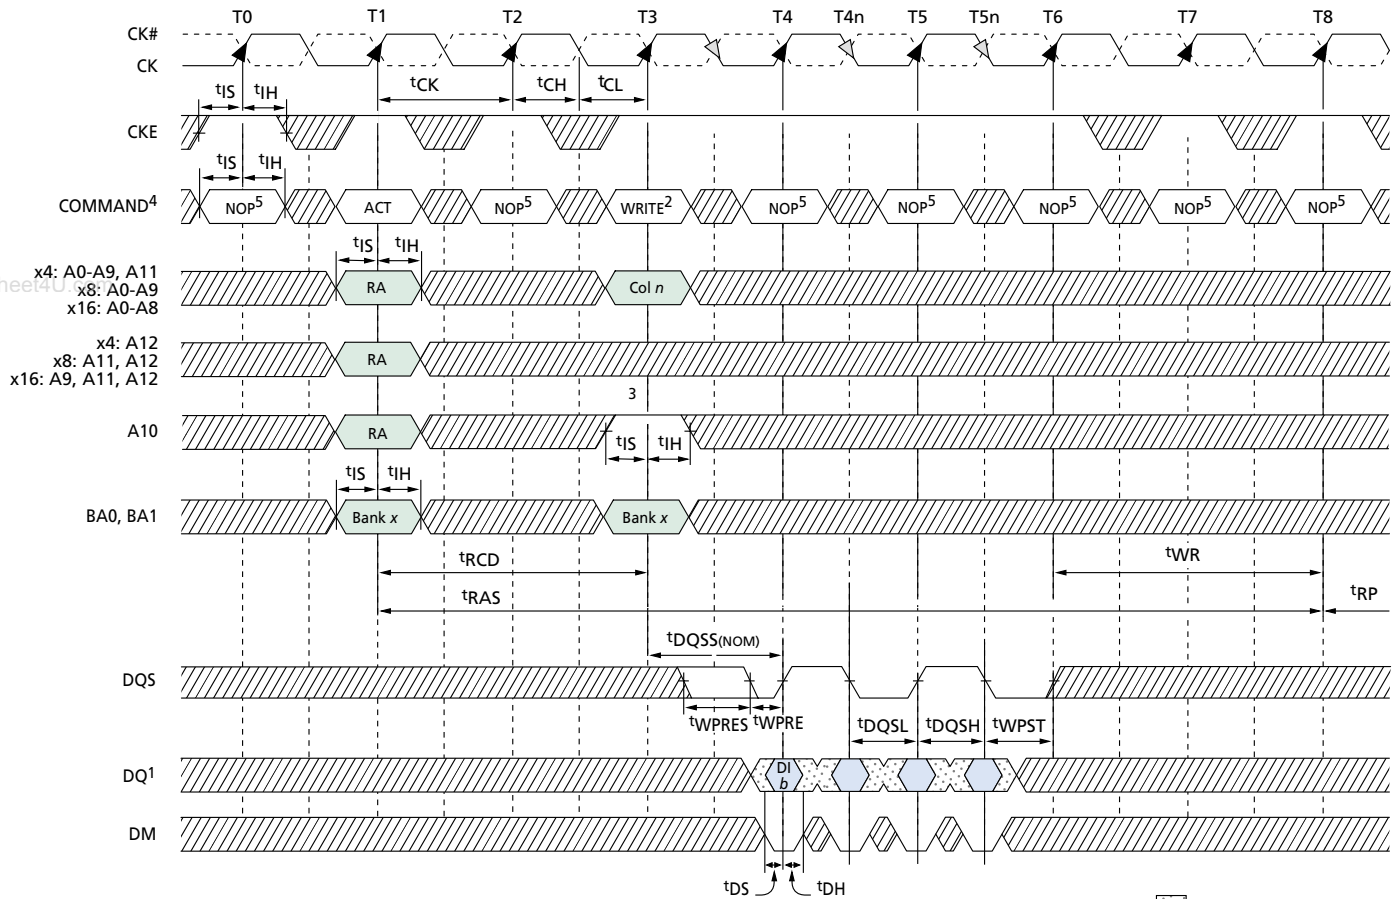 T0 T1 T2 T3 T4 T4n T5 T5n T6 T7 T8
CK#
CK
tIS tIH tCK tCH tCL
CKE
tIS tIH
COMMAND4 NOP5 ACT NOP5 WRITE2 NOP5 NOP5 NOP5 NOP5 NOP5
tIS tIH
x4: A0-A9, A11
x8: A0-A9
x16: A0-A8
RA Col n
heet4U.com
x4: A12
x8: A11, A12
x16: A9, A11, A12
RA
3
A10 RA
tIS tIH
tIS tIH
BA0, BA1 Bank x Bank x
tRCD tWR
tRAS tRP
tDQSS(NOM)
DQS
tWPRES tWPRE tDQSL tDQSH tWPST
DQ1 DI b
DM
tDS tDH